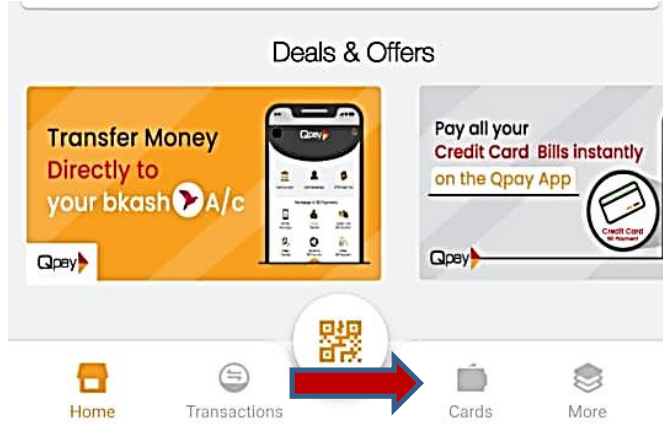 Deals & Offers
Transfer Money
Directly to
your bkash A/c
Qpay
Qpay
Pay all your
Credit Card Bills instantly
on the Qpay App
Credit Card
Bill Payment
Qpay
Home
Transactions
Cards
More